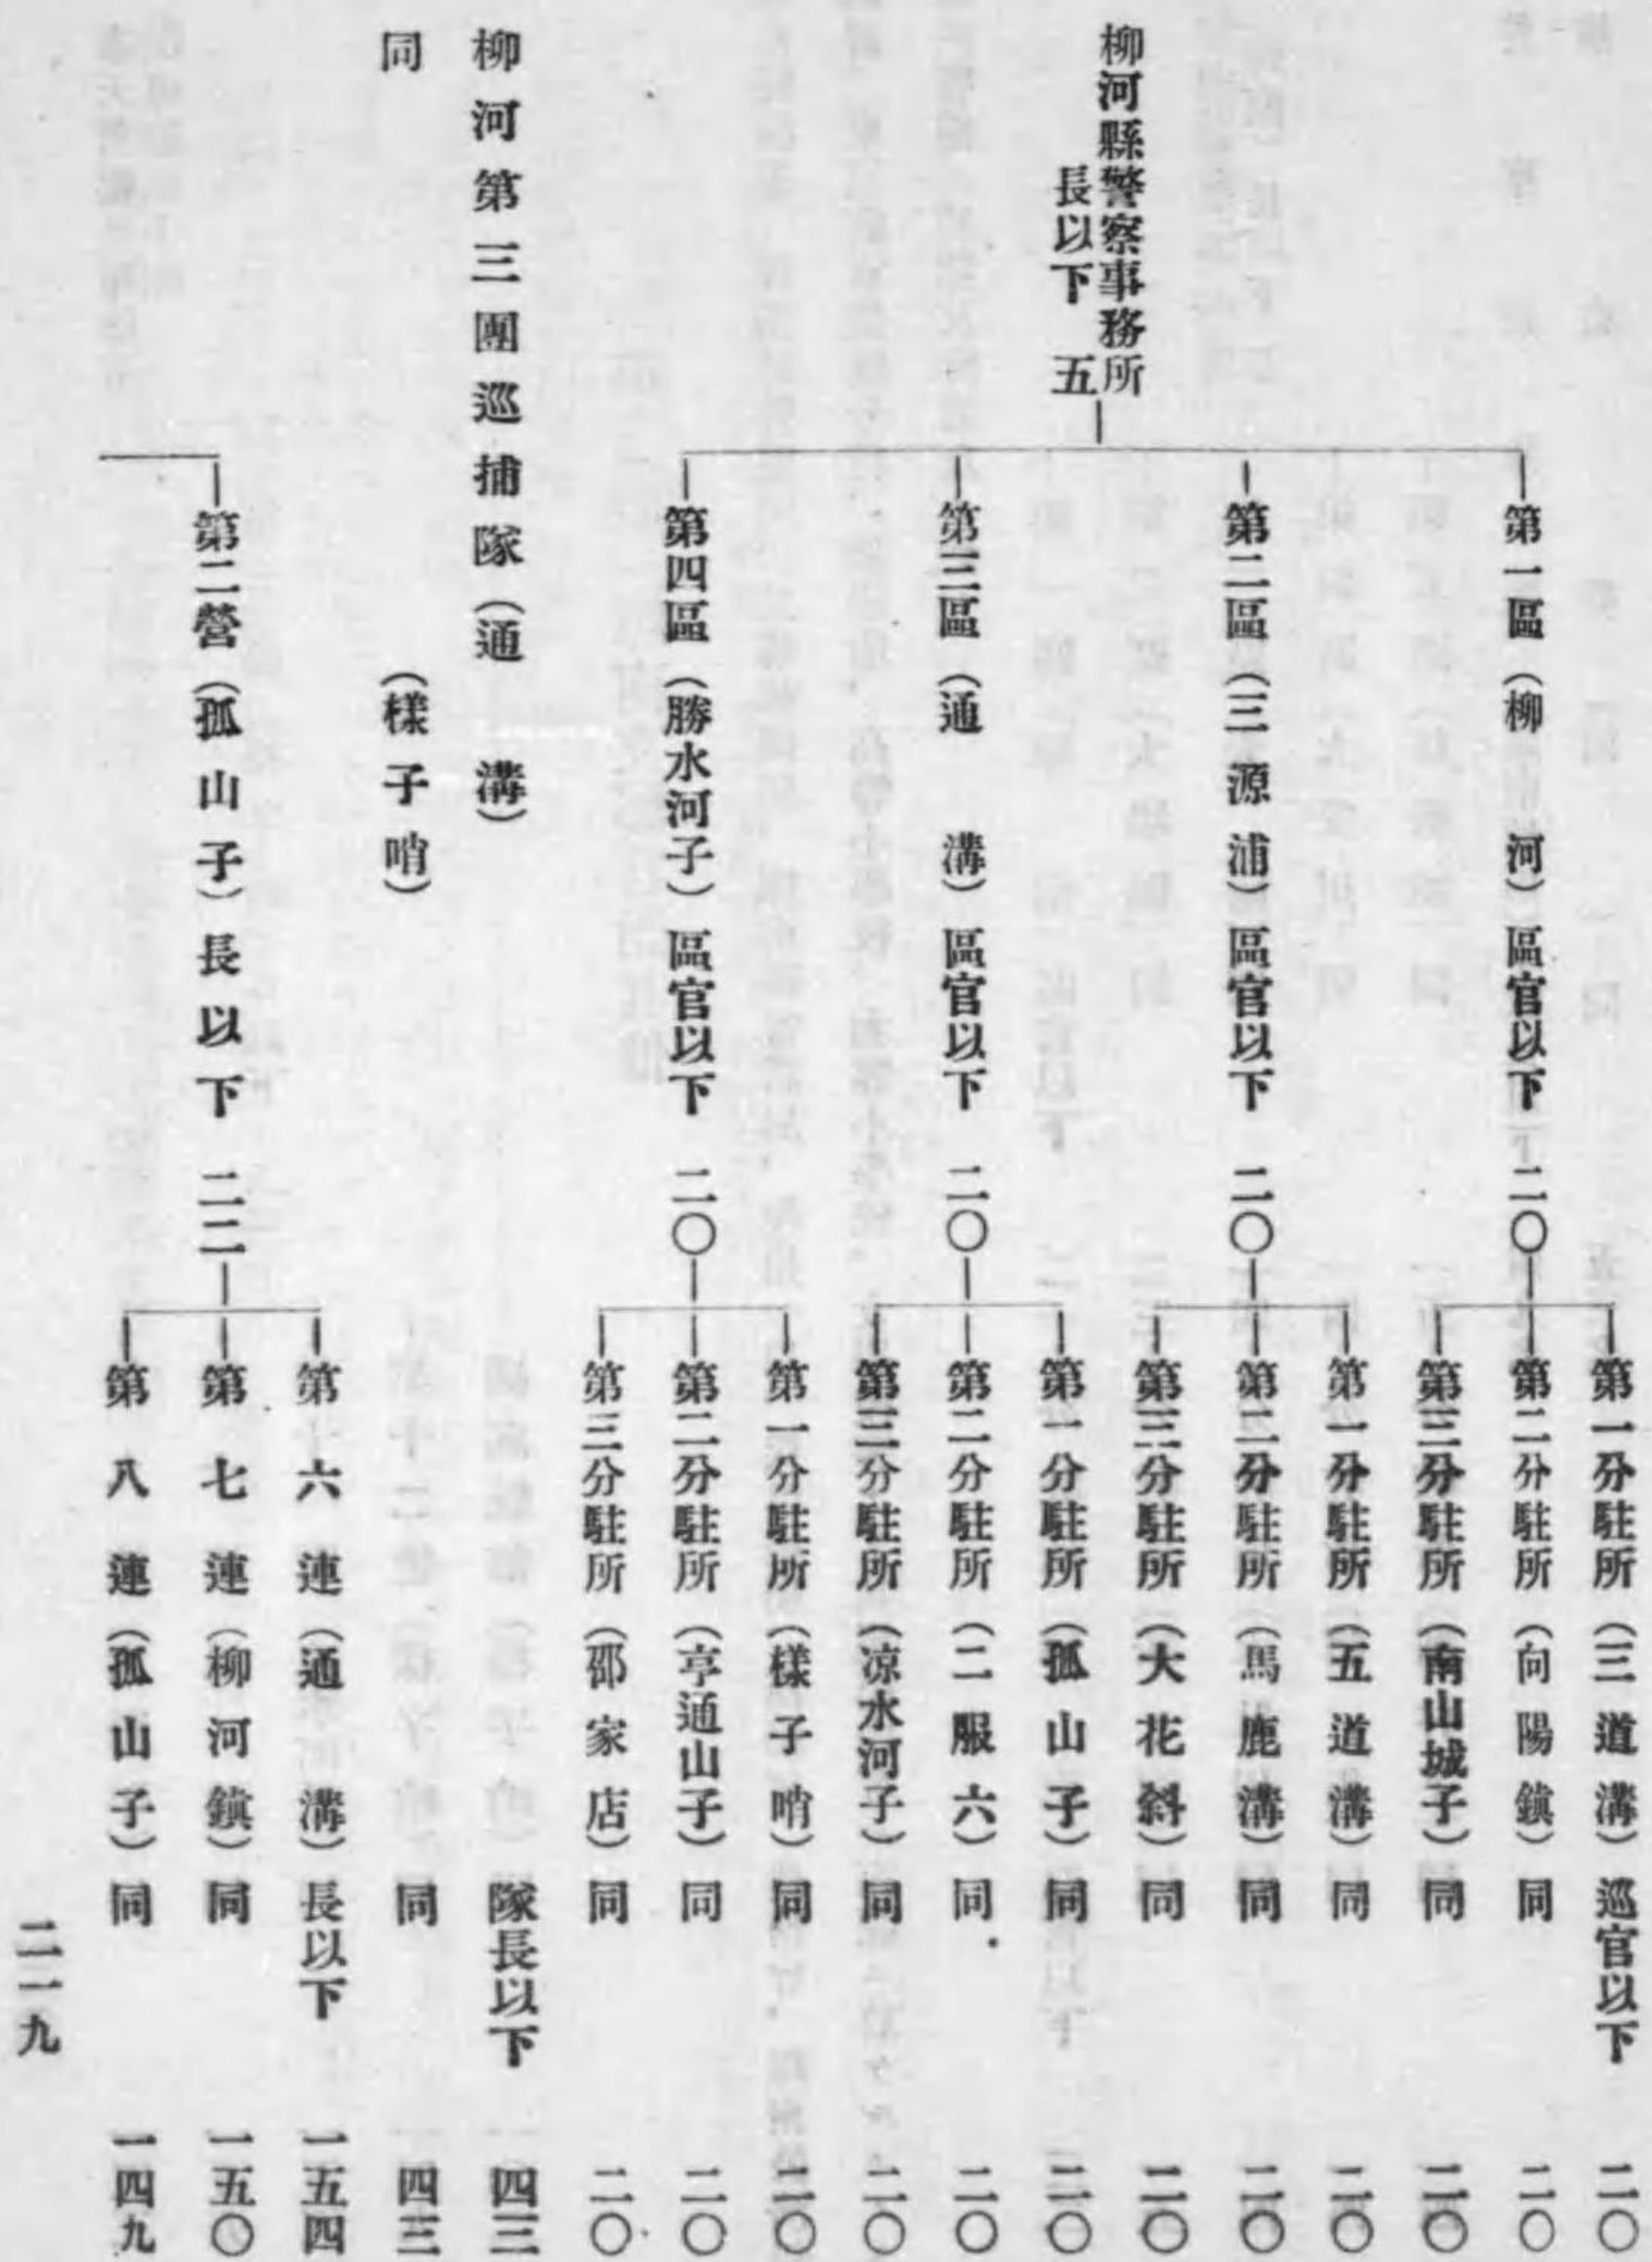 柳河縣警察事務所
長以下 五
第一區(柳河)區官以下 二〇
第一分駐所(三道溝)巡官以下 二〇
第二分駐所(向陽鎮)同 二〇
第三分駐所(南山城子)同 二〇
第二區(三源浦)區官以下 二〇
第一分駐所(五道溝)同 二〇
第二分駐所(馬鹿溝)同 二〇
第三分駐所(大花斜)同 二〇
第三區(通溝)區官以下 二〇
第一分駐所(孤山子)同 二〇
第二分駐所(二服六)同 二〇
第三分駐所(凉水河子)同 二〇
第四區(勝水河子)區官以下 二〇
第一分駐所(樣子哨)同 二〇
第二分駐所(亨通山子)同 二〇
第三分駐所(邵家店)同 二〇
柳河第三團巡捕隊(通溝) 隊長以下 四三
同(樣子哨) 同 四三
第二營(孤山子)長以下 二二
第六連(通溝)長以下 一五四
第七連(柳河鎮)同 一五〇
第八連(孤山子)同 一四九
二一九